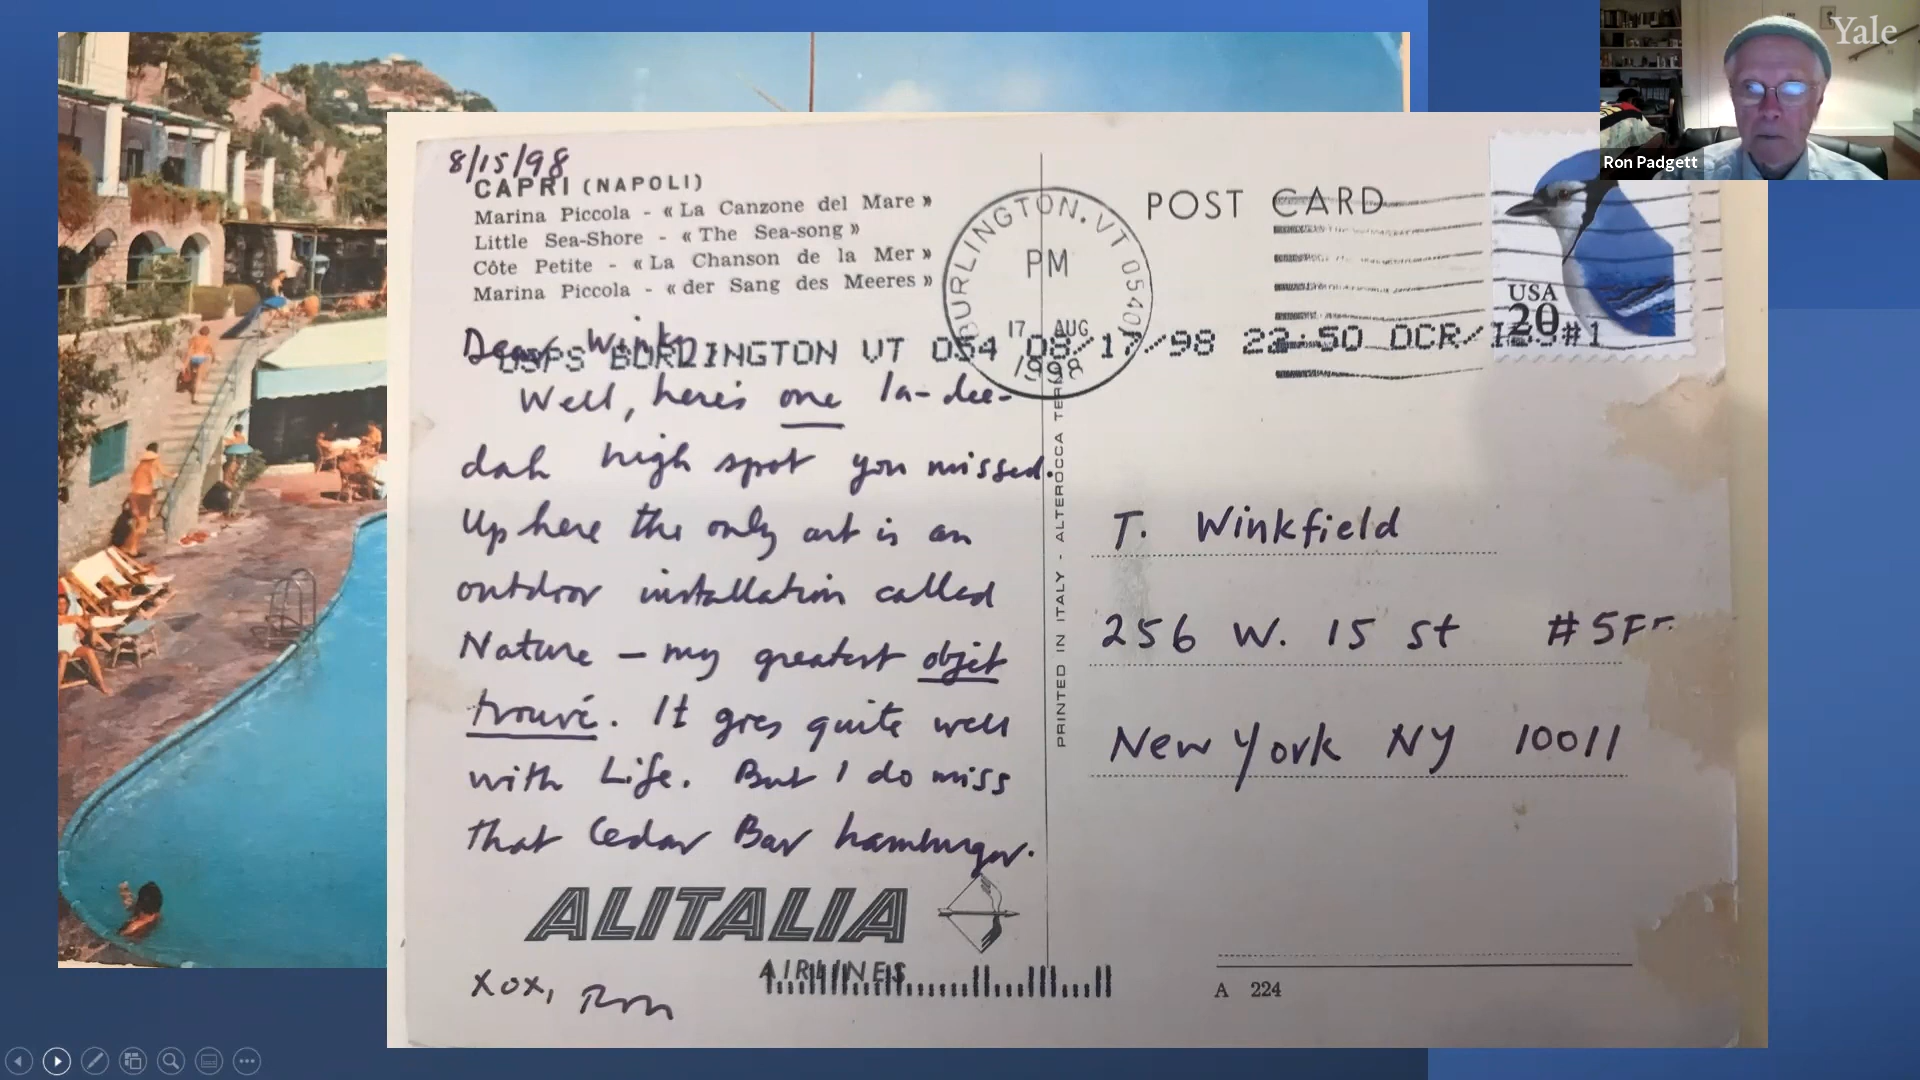 Yale
Ron Padgett
8/15/98
CAPRI (NAPOLI)
Marina Piccola - « La Canzone del Mare »
Little Sea-Shore - « The Sea-song »
Côte Petite - « La Chanson de la Mer »
Marina Piccola - « der Sang des Meeres »
BURLINGTON, VT 0540
PM
17 AUG
1998
POST CARD
USA
20
USPS BURLINGTON VT 054 08/17/98 22:50 OCR/ #1
Dear Wink,
Well, here's one la-dee-
dah high spot you missed.
Up here the only art is an
outdoor installation called
Nature – my greatest objet
trouvé. It goes quite well
with Life. But I do miss
that Cedar Bar hamburger.
ALITALIA
AIRLINES
xox, Ron
PRINTED IN ITALY - ALTEROCCA
T. Winkfield
256 W. 15 St #5F
New York NY 10011
A 224